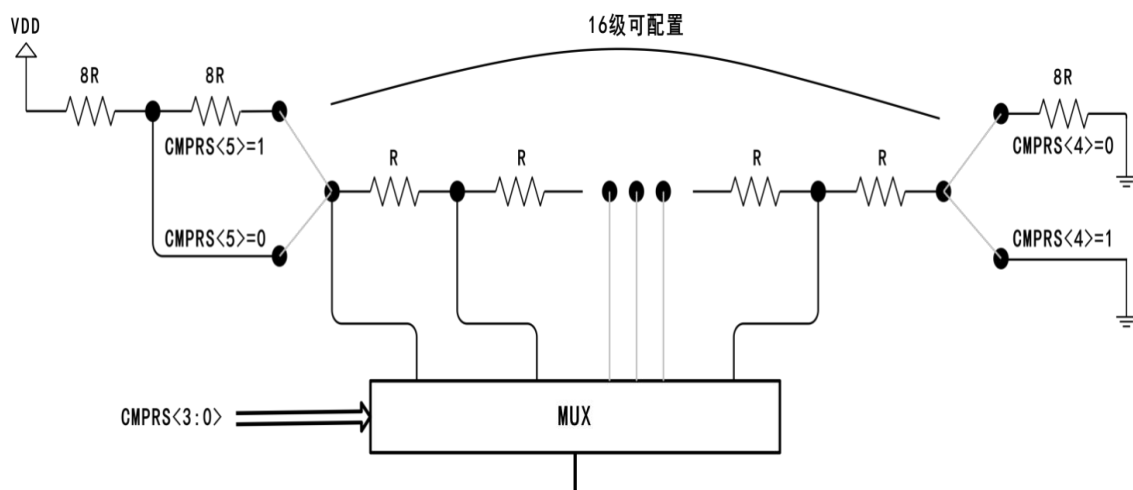 16级可配置
VDD
8R
8R
8R
CMPRS<5>=1
CMPRS<4>=0
R
R
R
R
CMPRS<5>=0
CMPRS<4>=1
CMPRS<3:0>
MUX